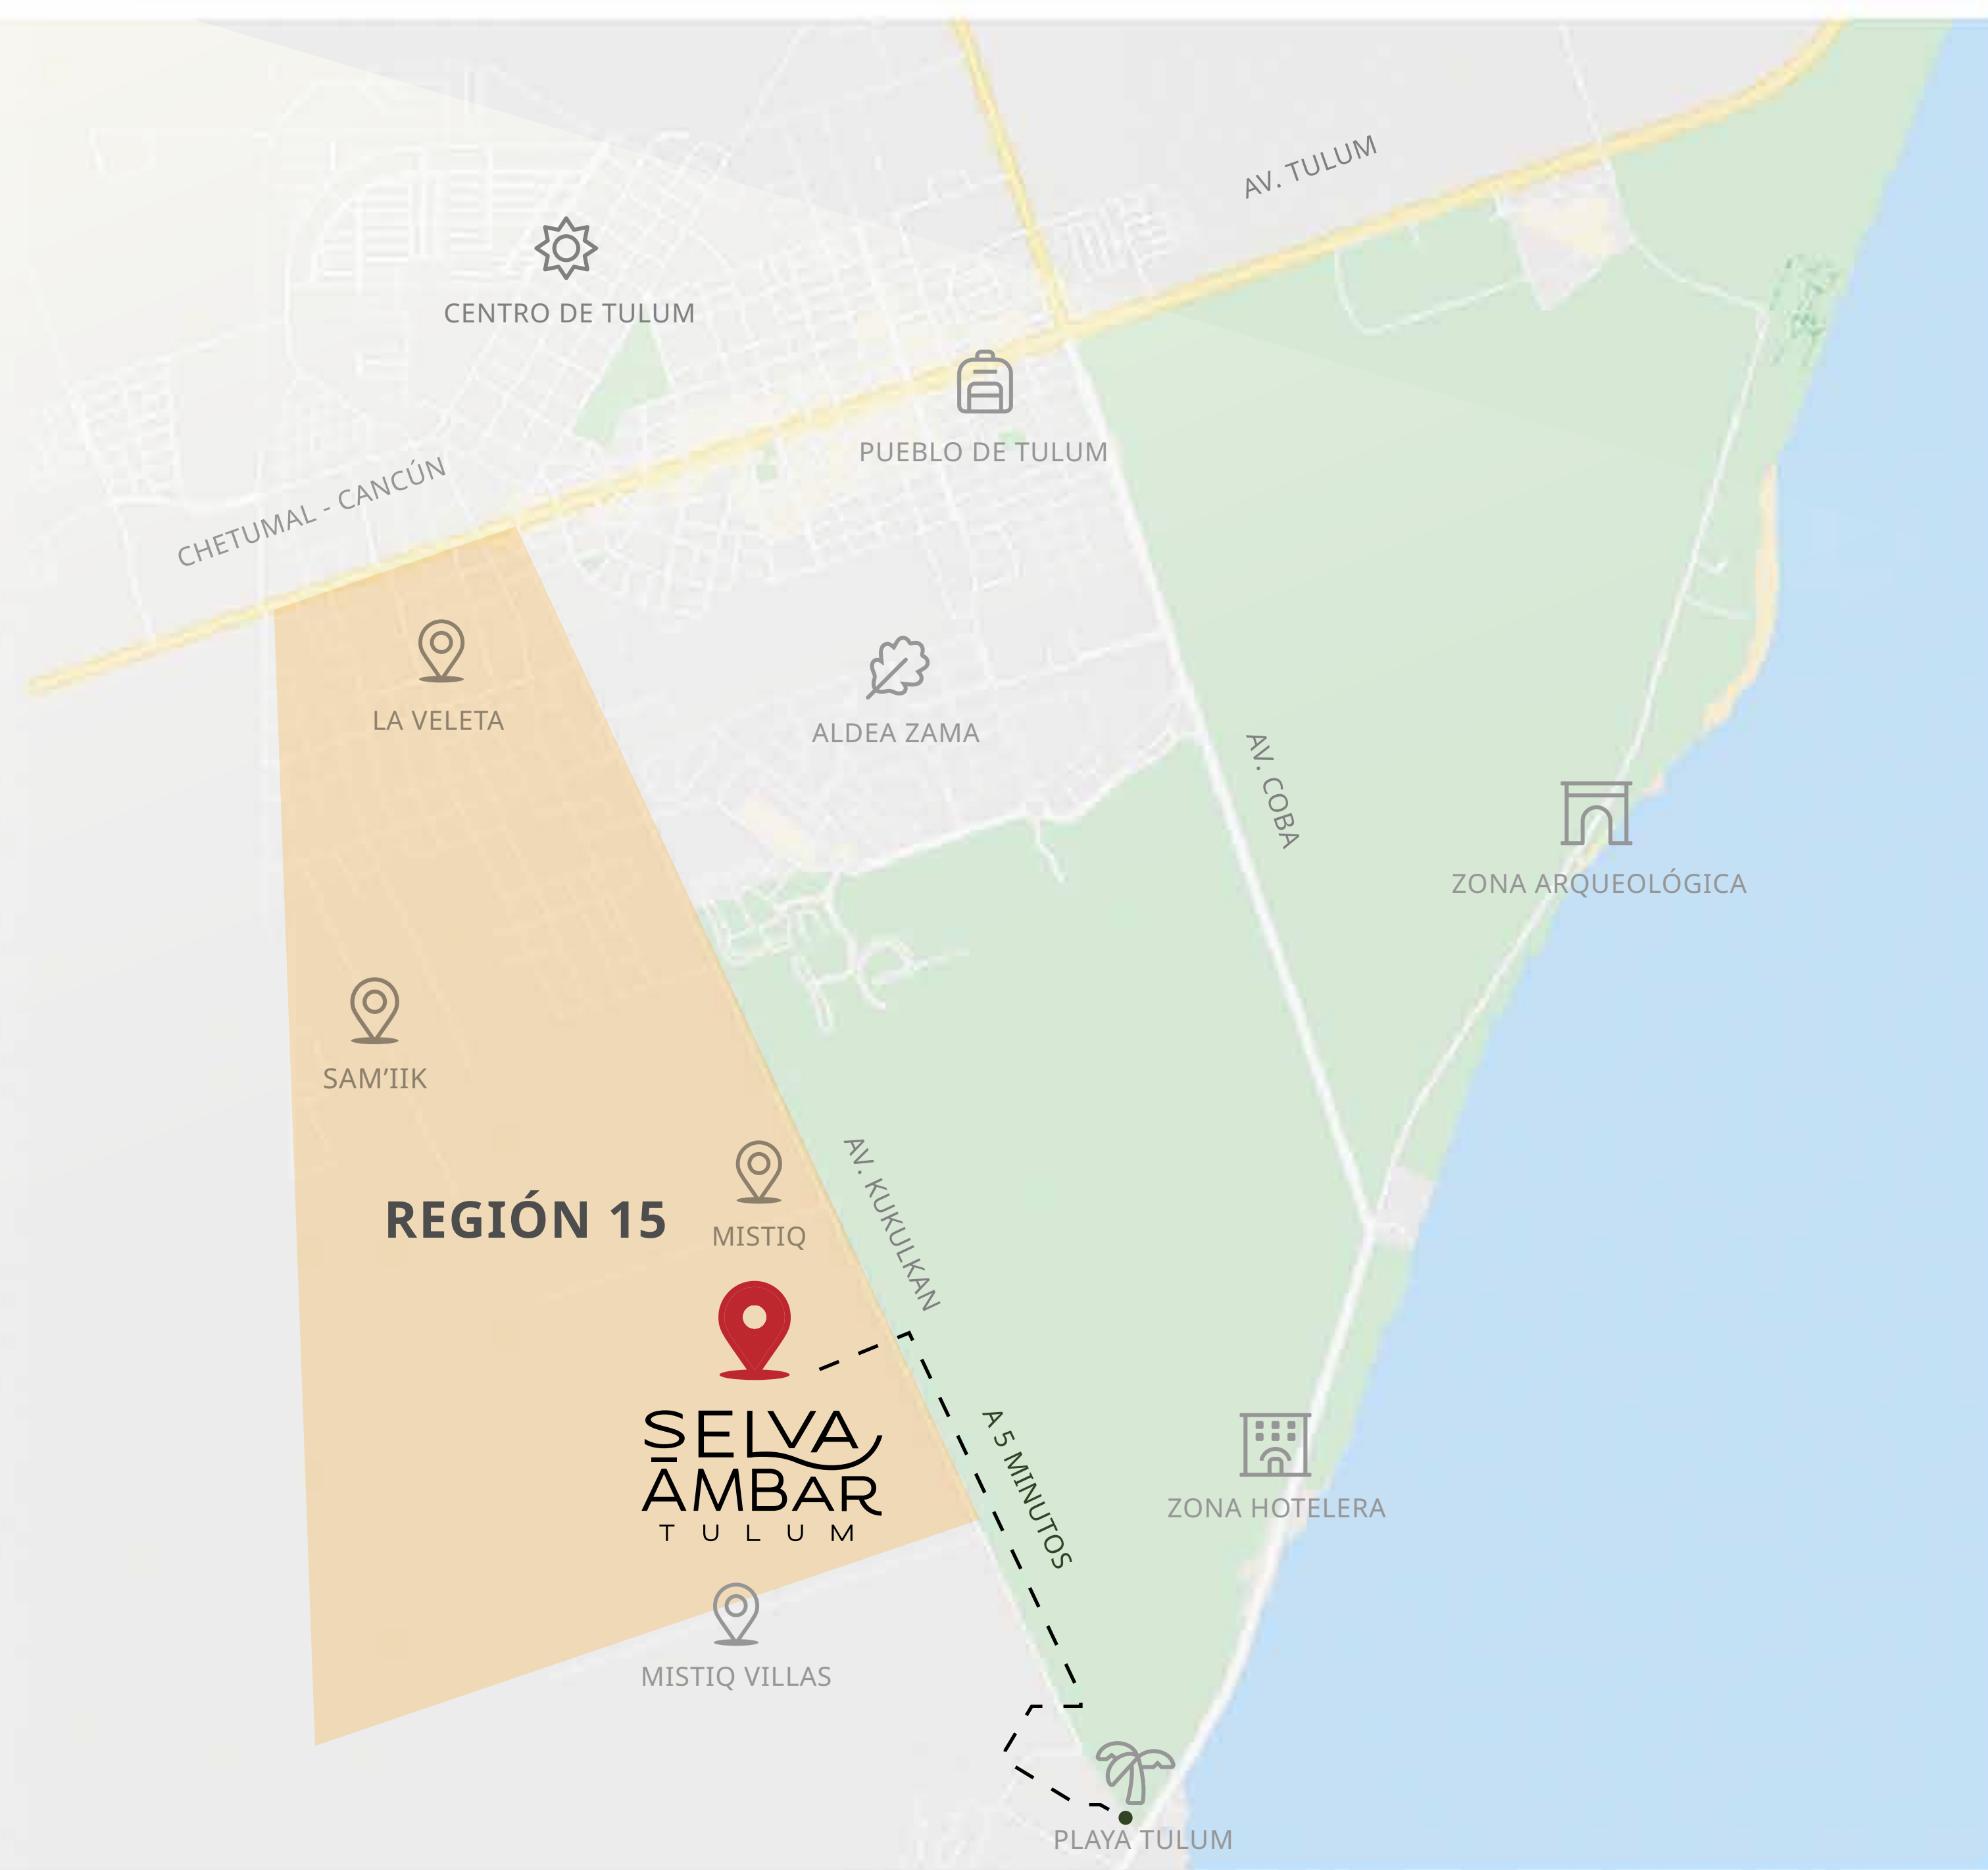 AV. TULUM
CENTRO DE TULUM
PUEBLO DE TULUM
CHETUMAL - CANCÚN
LA VELETA
ALDEA ZAMA
AV. COBA
ZONA ARQUEOLÓGICA
SAM’IIK
AV. KUKULKAN
REGIÓN 15
MISTIQ
SELVA
AMBAR
TULUM
A 5 MINUTOS
ZONA HOTELERA
MISTIQ VILLAS
PLAYA TULUM